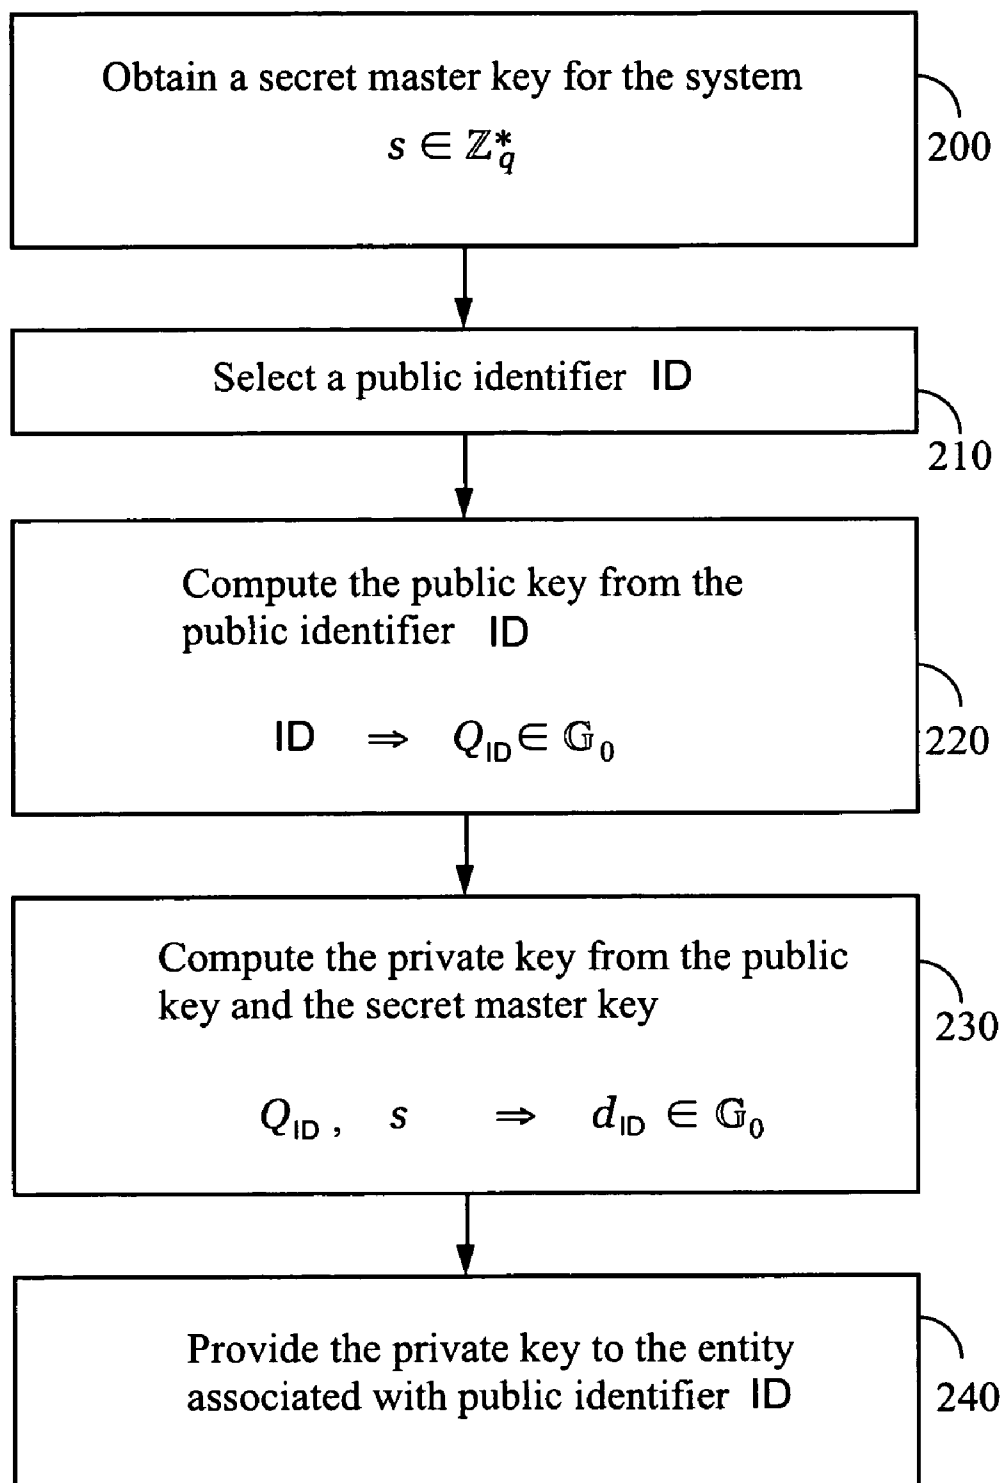 Obtain a secret master key for the system
s ∈ ℤ*q
200
Select a public identifier ID
210
Compute the public key from the
public identifier ID
ID ⇒ QID ∈ 𝔾0
220
Compute the private key from the public
key and the secret master key
230
QID , s ⇒ dID ∈ 𝔾0
Provide the private key to the entity
associated with public identifier ID
240